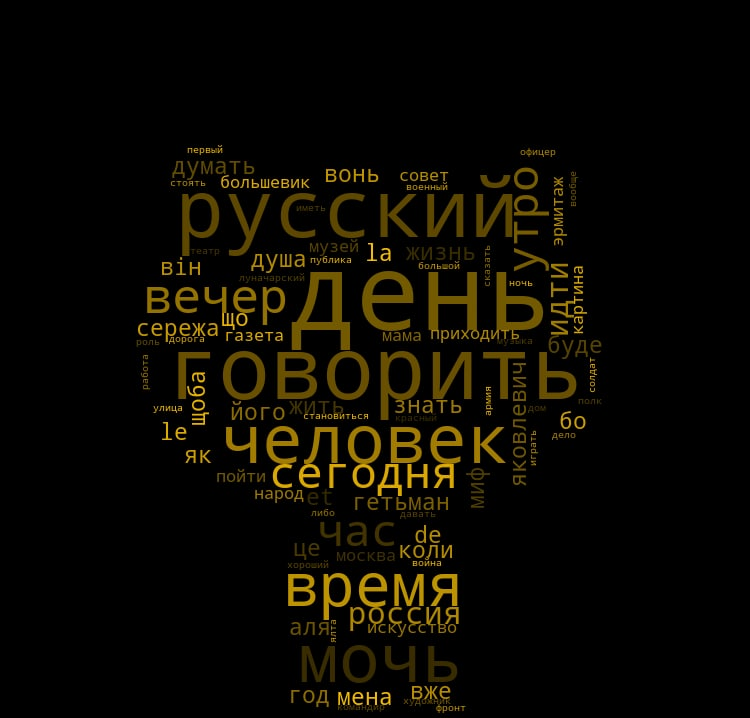 первый
офицер
думать
стоять
большевик
вонь
совет
военный
утро
эрмитаж
вообще
русский
иметь
театр
музей
la
жизнь
він
душа
публика
большой
сказать
луначарский
ночь
идти
картина
день
вечер
що
сережа
дорога
газета
мама
приходить
музыка
буде
роль
работа
говорить
солдат
щоба
улица
його
жить
становиться
знать
красный
армия
яковлевич
дом
полк
le
человек
бо
дело
играть
як
сегодня
пойти
миф
народ
et
гетьман
либо
давать
час
de
це
москва
коли
хороший
война
время
россия
аля
ялта
искусство
мочь
год
мена
вже
художник
командир
фронт